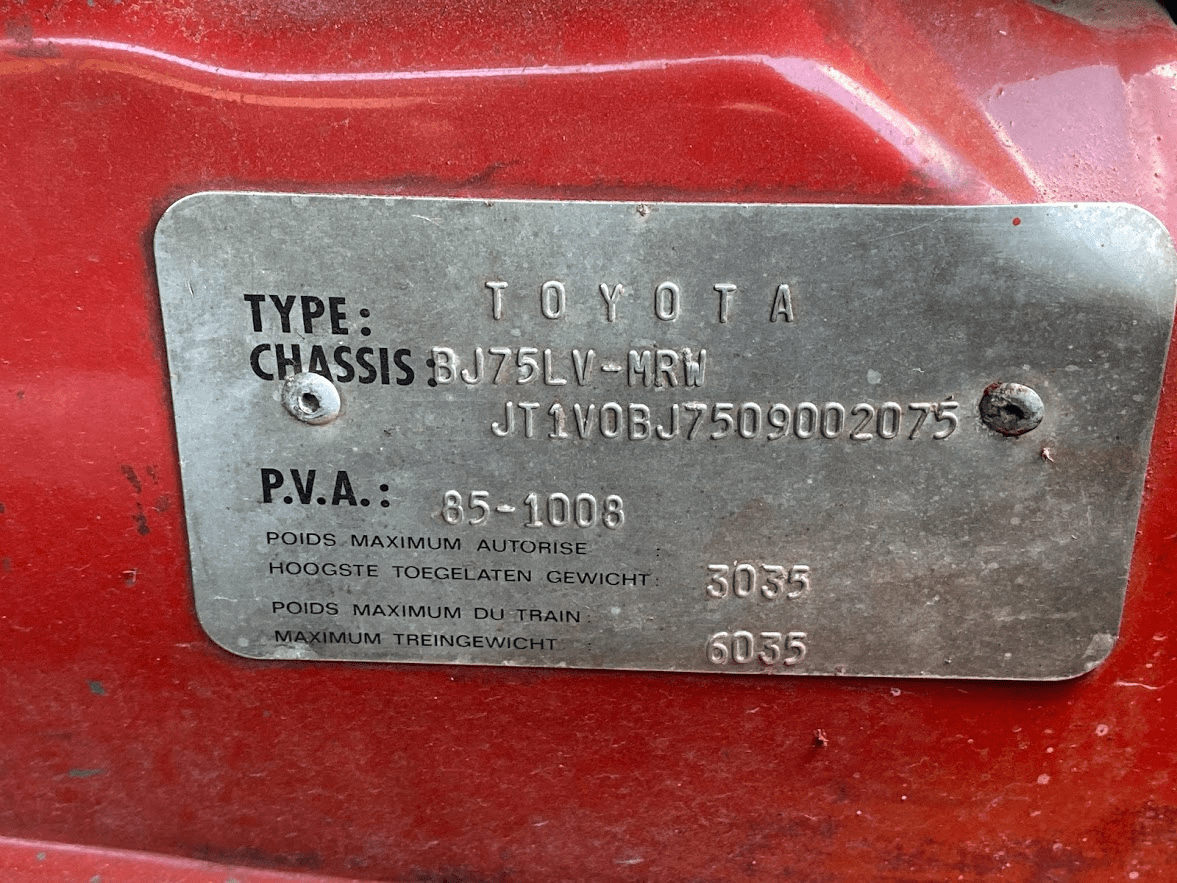 TYPE: TOYOTA
CHASSIS: BJ75LV-MRW
JT1V0BJ7509002075
P.V.A.: 85-1008
POIDS MAXIMUM AUTORISE :
HOOGSTE TOEGELATEN GEWICHT: 3035
POIDS MAXIMUM DU TRAIN :
MAXIMUM TREINGEWICHT : 6035